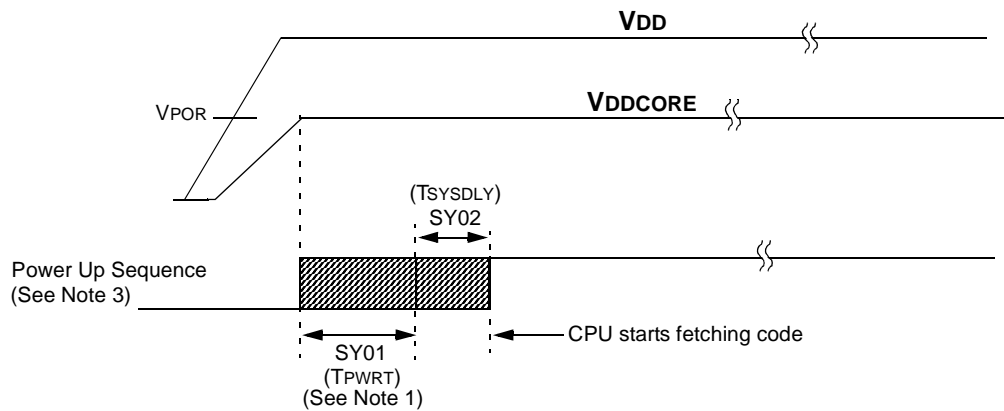 VDD
VPOR
VDDCORE
(TSYSDLY)
SY02
Power Up Sequence
(See Note 3)
CPU starts fetching code
SY01
(TPWRT)
(See Note 1)